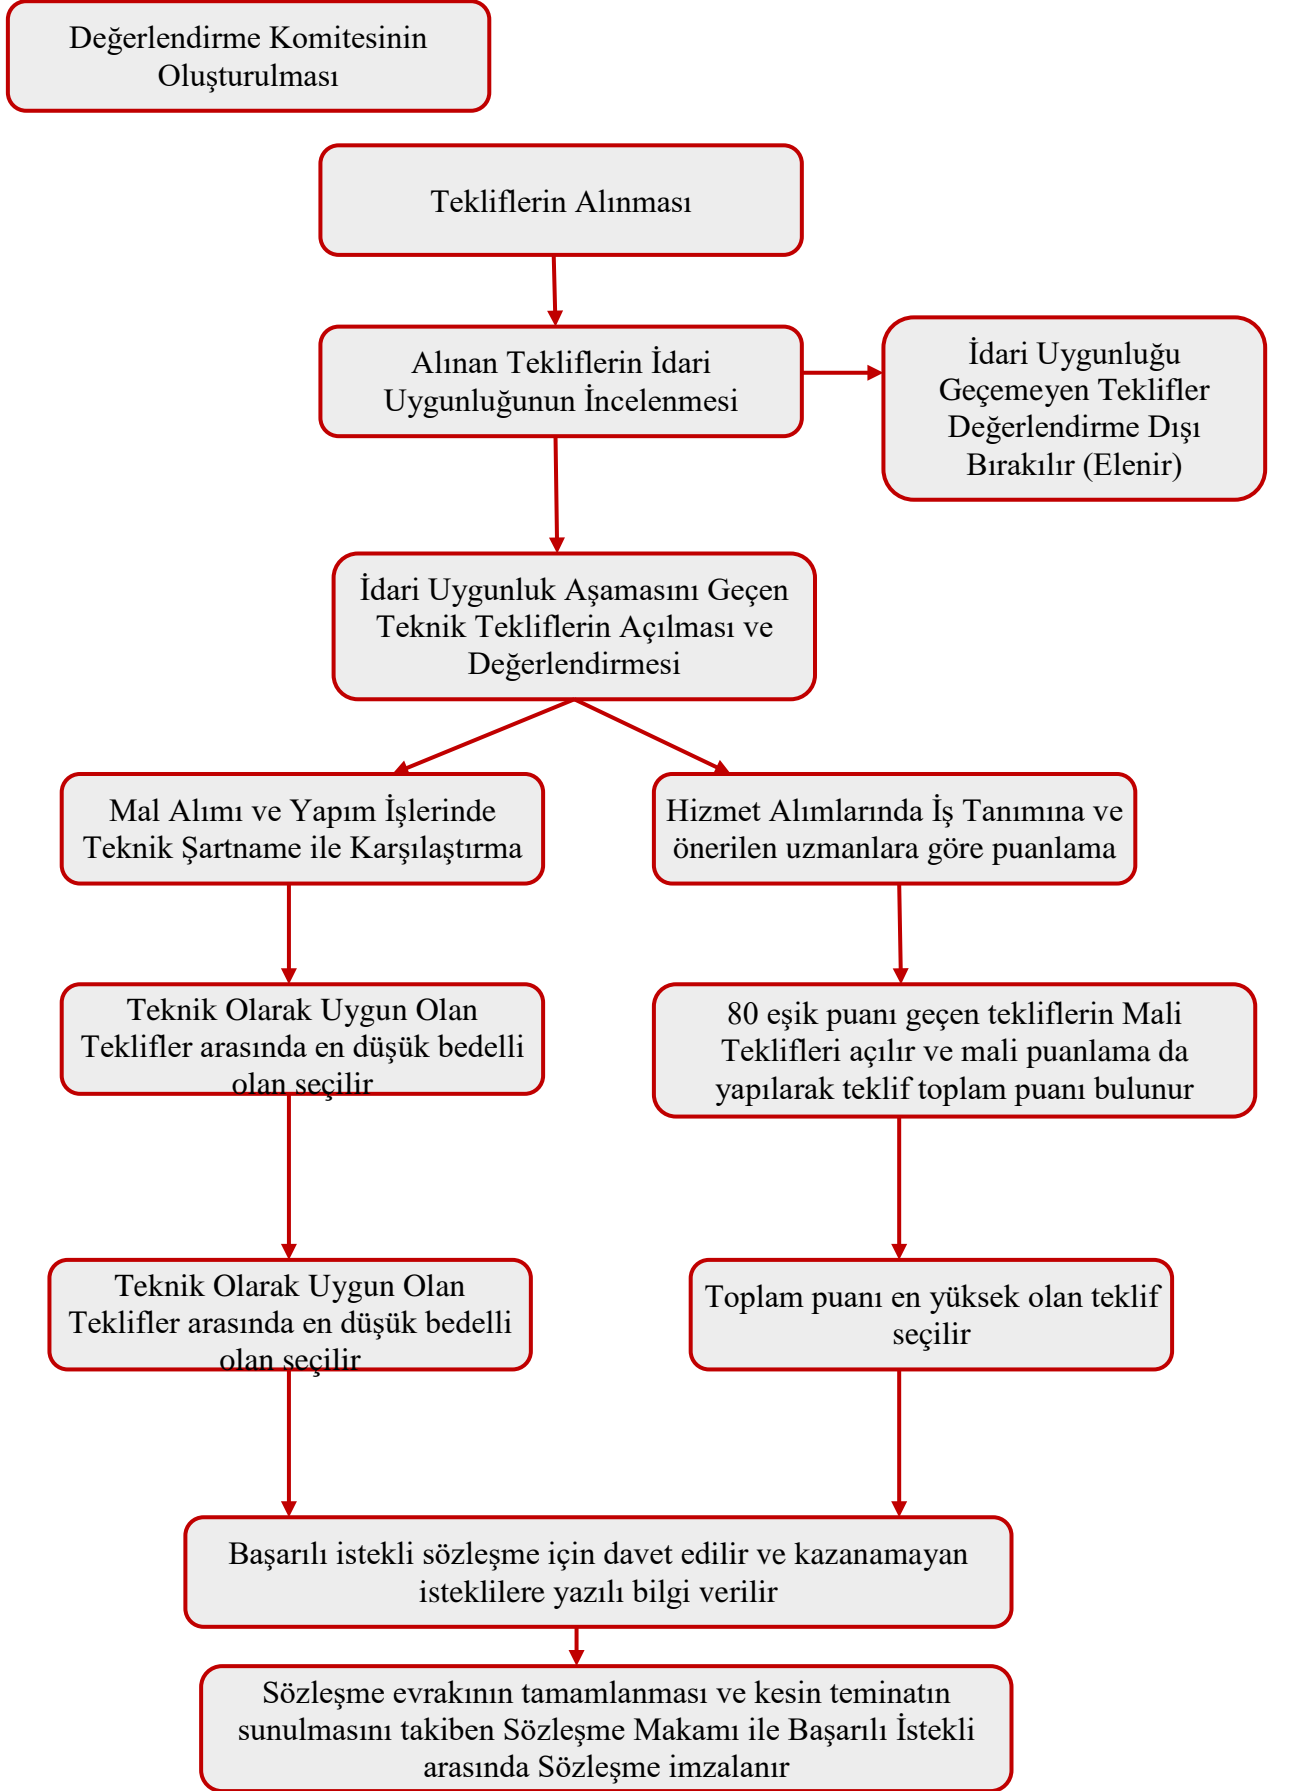 Değerlendirme Komitesinin
Oluşturulması
Tekliflerin Alınması
Alınan Tekliflerin İdari
Uygunluğunun İncelenmesi
İdari Uygunluğu
Geçemeyen Teklifler
Değerlendirme Dışı
Bırakılır (Elenir)
İdari Uygunluk Aşamasını Geçen
Teknik Tekliflerin Açılması ve
Değerlendirmesi
Mal Alımı ve Yapım İşlerinde
Teknik Şartname ile Karşılaştırma
Hizmet Alımlarında İş Tanımına ve
önerilen uzmanlara göre puanlama
Teknik Olarak Uygun Olan
Teklifler arasında en düşük bedelli
olan seçilir
80 eşik puanı geçen tekliflerin Mali
Teklifleri açılır ve mali puanlama da
yapılarak teklif toplam puanı bulunur
Teknik Olarak Uygun Olan
Teklifler arasında en düşük bedelli
olan seçilir
Toplam puanı en yüksek olan teklif
seçilir
Başarılı istekli sözleşme için davet edilir ve kazanamayan
isteklilere yazılı bilgi verilir
Sözleşme evrakının tamamlanması ve kesin teminatın
sunulmasını takiben Sözleşme Makamı ile Başarılı İstekli
arasında Sözleşme imzalanır